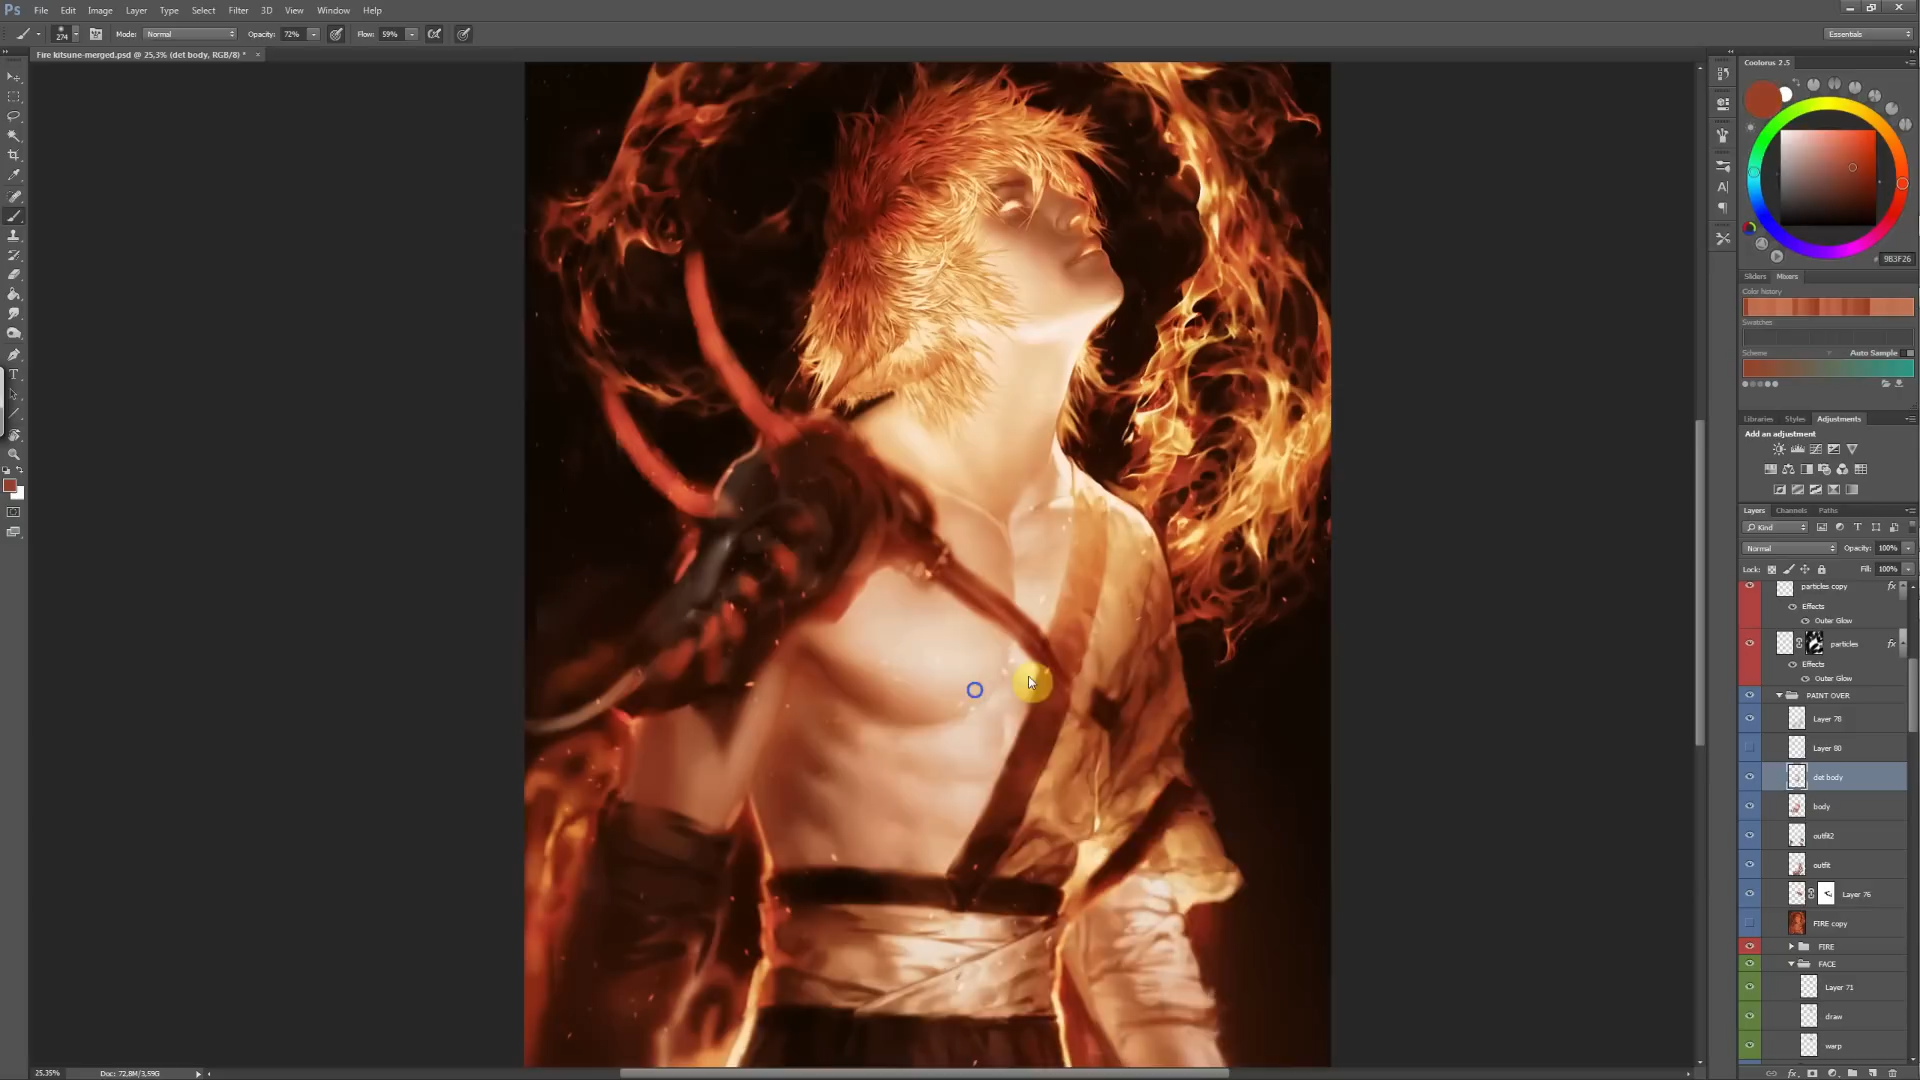 Ps File Edit Image Layer Type Select Filter 3D View Window Help
274 Mode: Normal Opacity: 72% Flow: 59% Essentials
Fire kitsune-merged.psd @ 25,3% (det body, RGB/8) * ×
Coolorus 2.5
9B3F26
Sliders Mixers
Color history
Swatches
Scheme Auto Sample
Libraries Styles Adjustments
Add an adjustment
Layers Channels Paths
Kind
Normal Opacity: 100%
Lock: Fill: 100%
particles copy fx
Effects
Outer Glow
particles fx
Effects
Outer Glow
PAINT OVER
Layer 78
Layer 80
det body
body
outfit2
outfit
Layer 76
FIRE copy
FIRE
FACE
Layer 71
draw
warp
25,35% Doc: 72,8M/3,59G